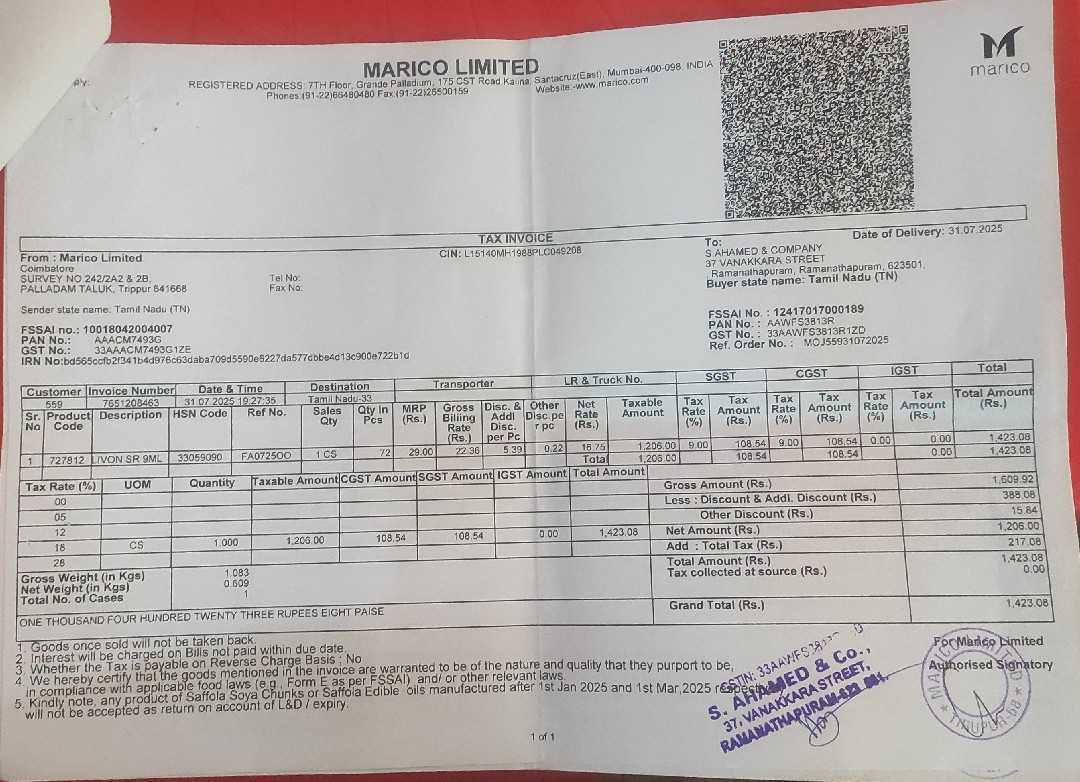 marico
MARICO LIMITED
REGISTERED ADDRESS: 7TH Floor, Grande Palladium, 175 CST Road,Kalina, Santacruz(East), Mumbai-400-098. INDIA
Phones:(91-22)66480480 Fax:(91-22)26500159 Website:-www.marico.com
TAX INVOICE
Date of Delivery: 31.07.2025
From : Marico Limited
Coimbatore
SURVEY NO 242/2A2 & 2B,
PALLADAM TALUK, Trippur 641668
Tel No:
Fax No:
CIN: L15140MH1988PLC049208
To:
S.AHAMED & COMPANY
37 VANAKKARA STREET
,Ramanathapuram, Ramanathapuram, 623501,
Buyer state name: Tamil Nadu (TN)
Sender state name: Tamil Nadu (TN)
FSSAI no.: 10018042004007
PAN No.: AAACM7493G
GST No.: 33AAACM7493G1ZE
FSSAI No. : 12417017000189
PAN No. : AAWFS3813R
GST No. : 33AAWFS3813R1ZD
Ref. Order No. : MOJ55931072025
Customer Invoice Number Date & Time Destination Transporter LR & Truck No. SGST CGST IGST Total
559 7651208463 31.07.2025 19:27:35 Tamil Nadu-33
Sr. No Product Code Description HSN Code Ref No. Sales Qty Qty In Pcs MRP (Rs.) Gross Billing Rate (Rs.) Disc. & Addl Disc. per Pc Other Disc.pe r pc Net Rate (Rs.) Taxable Amount Tax Rate (%) Tax Amount (Rs.) Tax Rate (%) Tax Amount (Rs.) Tax Rate (%) Tax Amount (Rs.) Total Amount (Rs.)
1 727812 LIVON SR 9ML 33059090 FA0725OO 1 CS 72 29.00 22.36 5.39 0.22 16.75 1,206.00 9.00 108.54 9.00 108.54 0.00 0.00 1,423.08
Total 1,206.00 108.54 108.54 0.00 1,423.08
Tax Rate (%) UOM Quantity Taxable Amount CGST Amount SGST Amount IGST Amount Total Amount
00
05
12
18 CS 1.000 1,206.00 108.54 108.54 0.00 1,423.08
28
Gross Amount (Rs.) 1,609.92
Less : Discount & Addl. Discount (Rs.) 388.08
Other Discount (Rs.) 15.84
Net Amount (Rs.) 1,206.00
Add : Total Tax (Rs.) 217.08
Total Amount (Rs.) 1,423.08
Tax collected at source (Rs.) 0.00
Gross Weight (in Kgs) 1.083
Net Weight (in Kgs) 0.609
Total No. of Cases 1
Grand Total (Rs.) 1,423.08
ONE THOUSAND FOUR HUNDRED TWENTY THREE RUPEES EIGHT PAISE
1. Goods once sold will not be taken back.
2. Interest will be charged on Bills not paid within due date.
3. Whether the Tax is payable on Reverse Charge Basis : No
4. We hereby certify that the goods mentioned in the invoice are warranted to be of the nature and quality that they purport to be,
in compliance with applicable food laws (e.g., Form E as per FSSAI) and/ or other relevant laws.
5. Kindly note, any product of Saffola Soya Chunks or Saffola Edible oils manufactured after 1st Jan 2025 and 1st Mar,2025
will not be accepted as return on account of L&D / expiry.
For Marico Limited
Authorised Signatory
S. AHAMED & Co.,
37, VANAKKARA STREET,
RAMANATHAPURAM-623
TIRUPUR-68
1 of 1